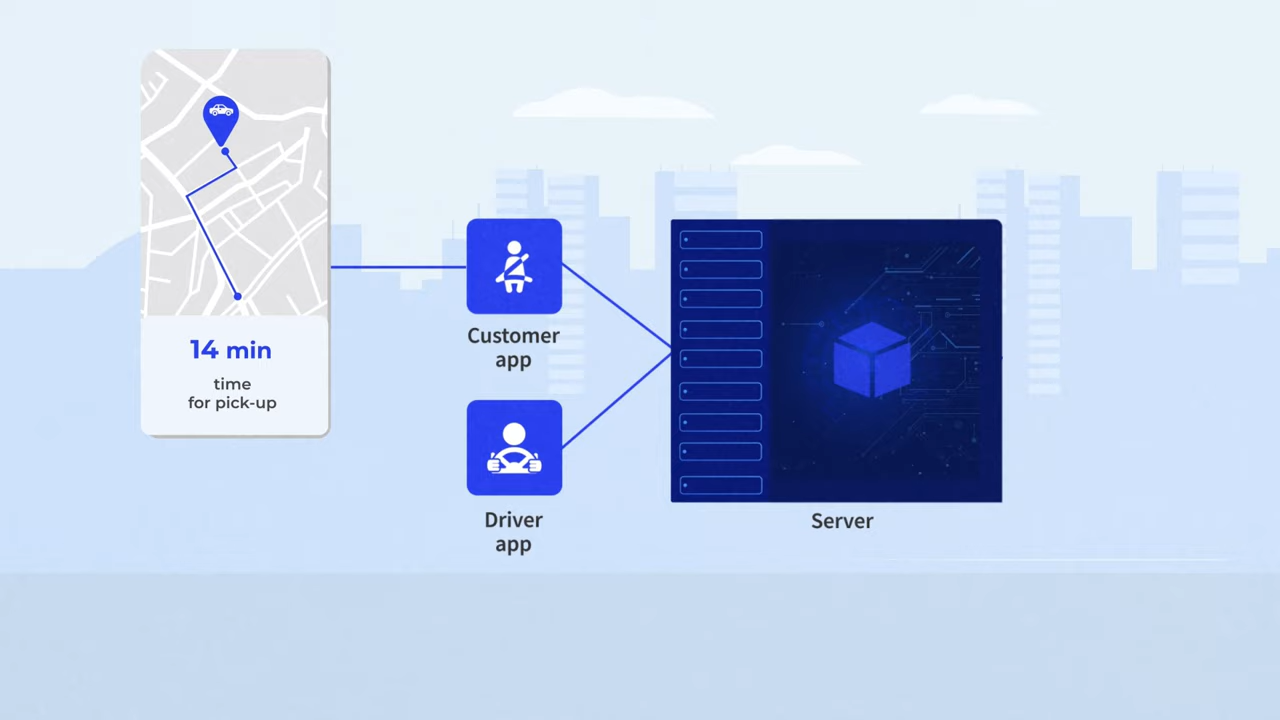 14 min
time
for pick-up
Customer
app
Driver
app
Server